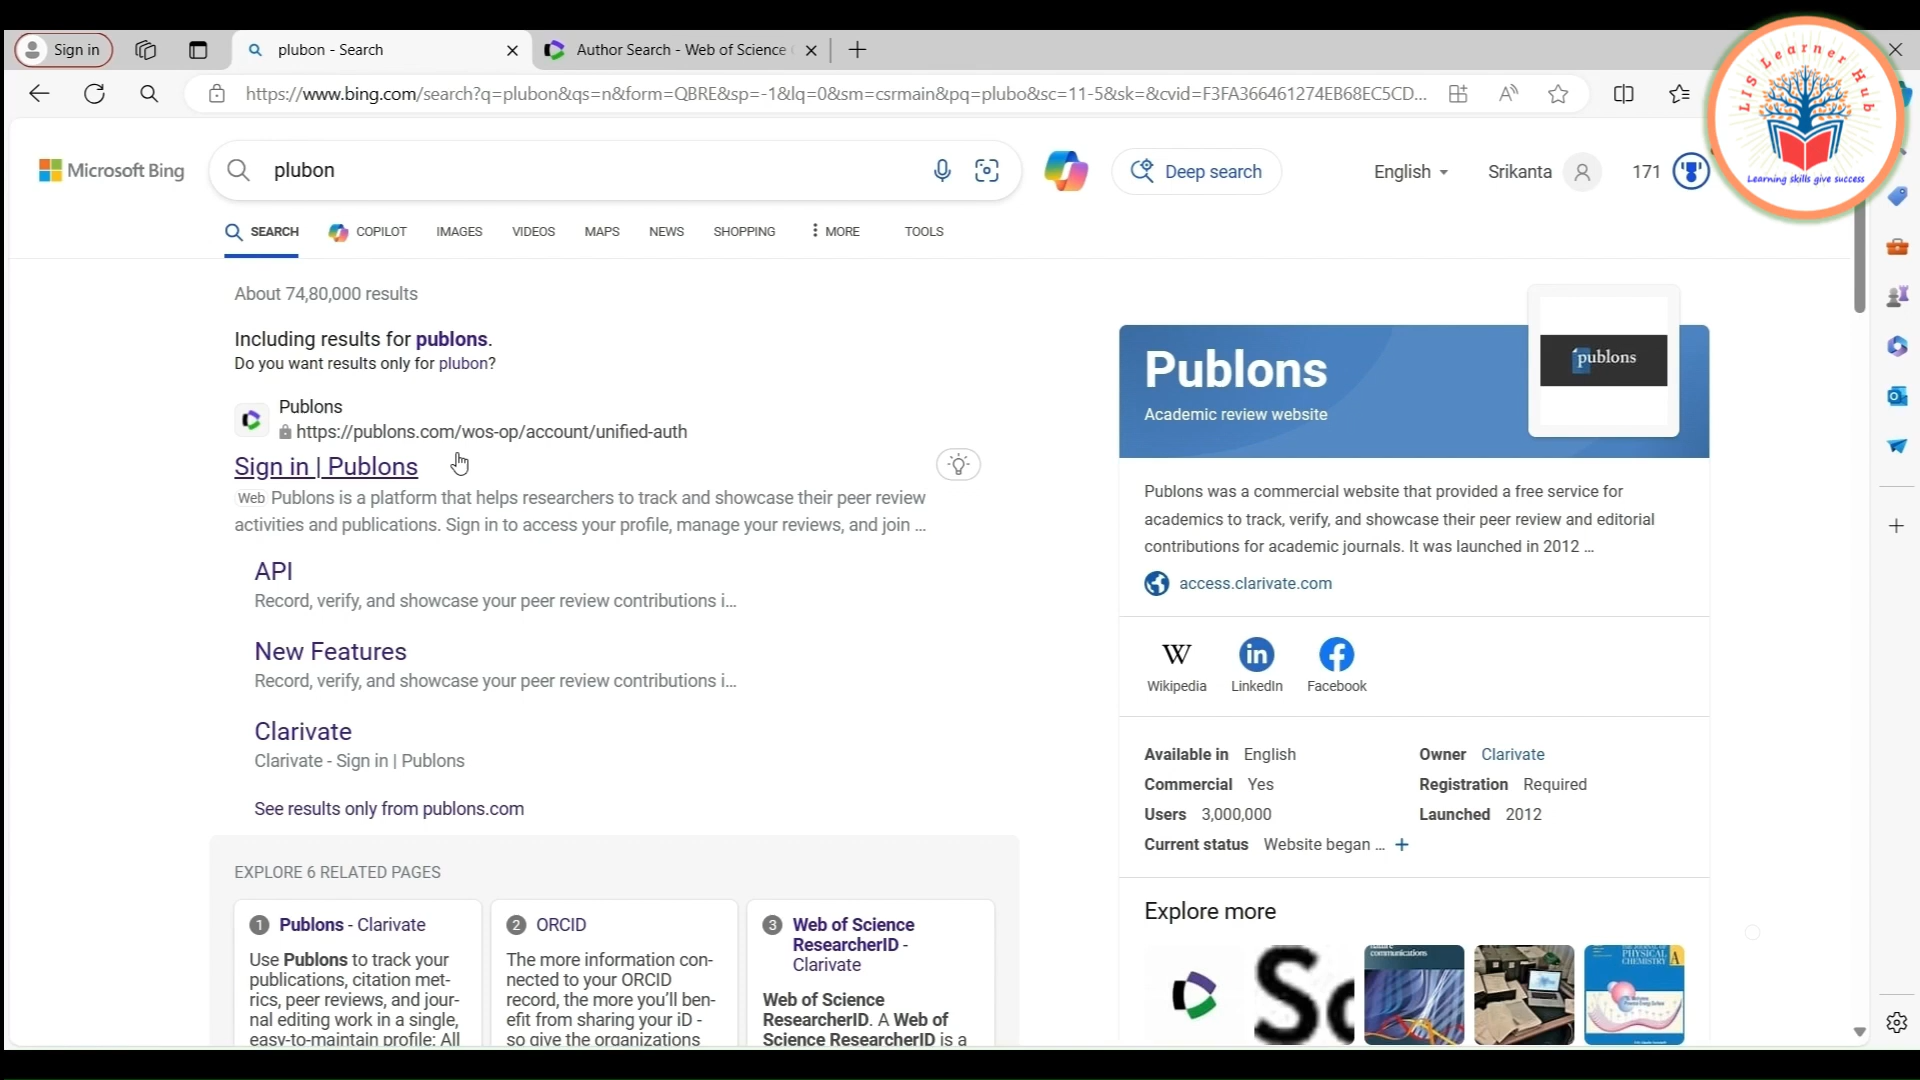 Sign in
plubon - Search
Author Search - Web of Science
https://www.bing.com/search?q=plubon&qs=n&form=QBRE&sp=-1&lq=0&sm=csrmain&pq=plubo&sc=11-5&sk=&cvid=F3FA366461274EB68EC5CD...
LIS Learner Hub
Learning skills give success
Microsoft Bing
plubon
Deep search
English
Srikanta
171
SEARCH
COPILOT
IMAGES
VIDEOS
MAPS
NEWS
SHOPPING
MORE
TOOLS
About 74,80,000 results
Including results for publons.
Do you want results only for plubon?
Publons
https://publons.com/wos-op/account/unified-auth
Sign in | Publons
Web Publons is a platform that helps researchers to track and showcase their peer review
activities and publications. Sign in to access your profile, manage your reviews, and join ...
API
Record, verify, and showcase your peer review contributions i...
New Features
Record, verify, and showcase your peer review contributions i...
Clarivate
Clarivate - Sign in | Publons
See results only from publons.com
EXPLORE 6 RELATED PAGES
1 Publons - Clarivate
Use Publons to track your
publications, citation met-
rics, peer reviews, and jour-
nal editing work in a single,
easy-to-maintain profile: All
2 ORCID
The more information con-
nected to your ORCID
record, the more you'll ben-
efit from sharing your iD -
so give the organizations
3 Web of Science
ResearcherID -
Clarivate
Web of Science
ResearcherID. A Web of
Science ResearcherID is a
Publons
Academic review website
publons
Publons was a commercial website that provided a free service for
academics to track, verify, and showcase their peer review and editorial
contributions for academic journals. It was launched in 2012 ...
access.clarivate.com
W
Wikipedia
in
LinkedIn
Facebook
Available in English
Owner Clarivate
Commercial Yes
Registration Required
Users 3,000,000
Launched 2012
Current status Website began ... +
Explore more
Sc
communications
PHYSICAL
CHEMISTRY A